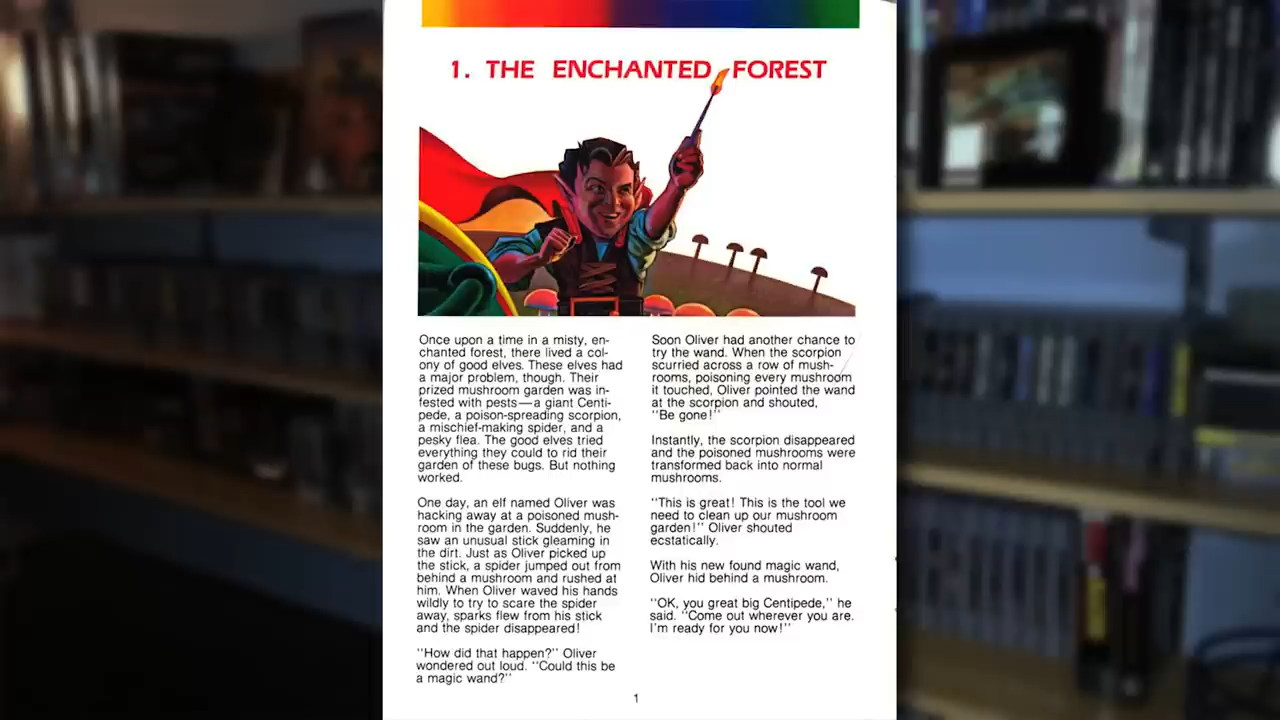 1. THE ENCHANTED FOREST
Once upon a time in a misty, en-
chanted forest, there lived a col-
ony of good elves. These elves had
a major problem, though. Their
prized mushroom garden was in-
fested with pests—a giant Centi-
pede, a poison-spreading scorpion,
a mischief-making spider, and a
pesky flea. The good elves tried
everything they could to rid their
garden of these bugs. But nothing
worked.
One day, an elf named Oliver was
hacking away at a poisoned mush-
room in the garden. Suddenly, he
saw an unusual stick gleaming in
the dirt. Just as Oliver picked up
the stick, a spider jumped out from
behind a mushroom and rushed at
him. When Oliver waved his hands
wildly to try to scare the spider
away, sparks flew from his stick
and the spider disappeared!
"How did that happen?" Oliver
wondered out loud. "Could this be
a magic wand?"
Soon Oliver had another chance to
try the wand. When the scorpion
scurried across a row of mush-
rooms, poisoning every mushroom
it touched, Oliver pointed the wand
at the scorpion and shouted,
"Be gone!"
Instantly, the scorpion disappeared
and the poisoned mushrooms were
transformed back into normal
mushrooms.
"This is great! This is the tool we
need to clean up our mushroom
garden!" Oliver shouted
ecstatically.
With his new found magic wand,
Oliver hid behind a mushroom.
"OK, you great big Centipede," he
said. "Come out wherever you are.
I'm ready for you now!"
1